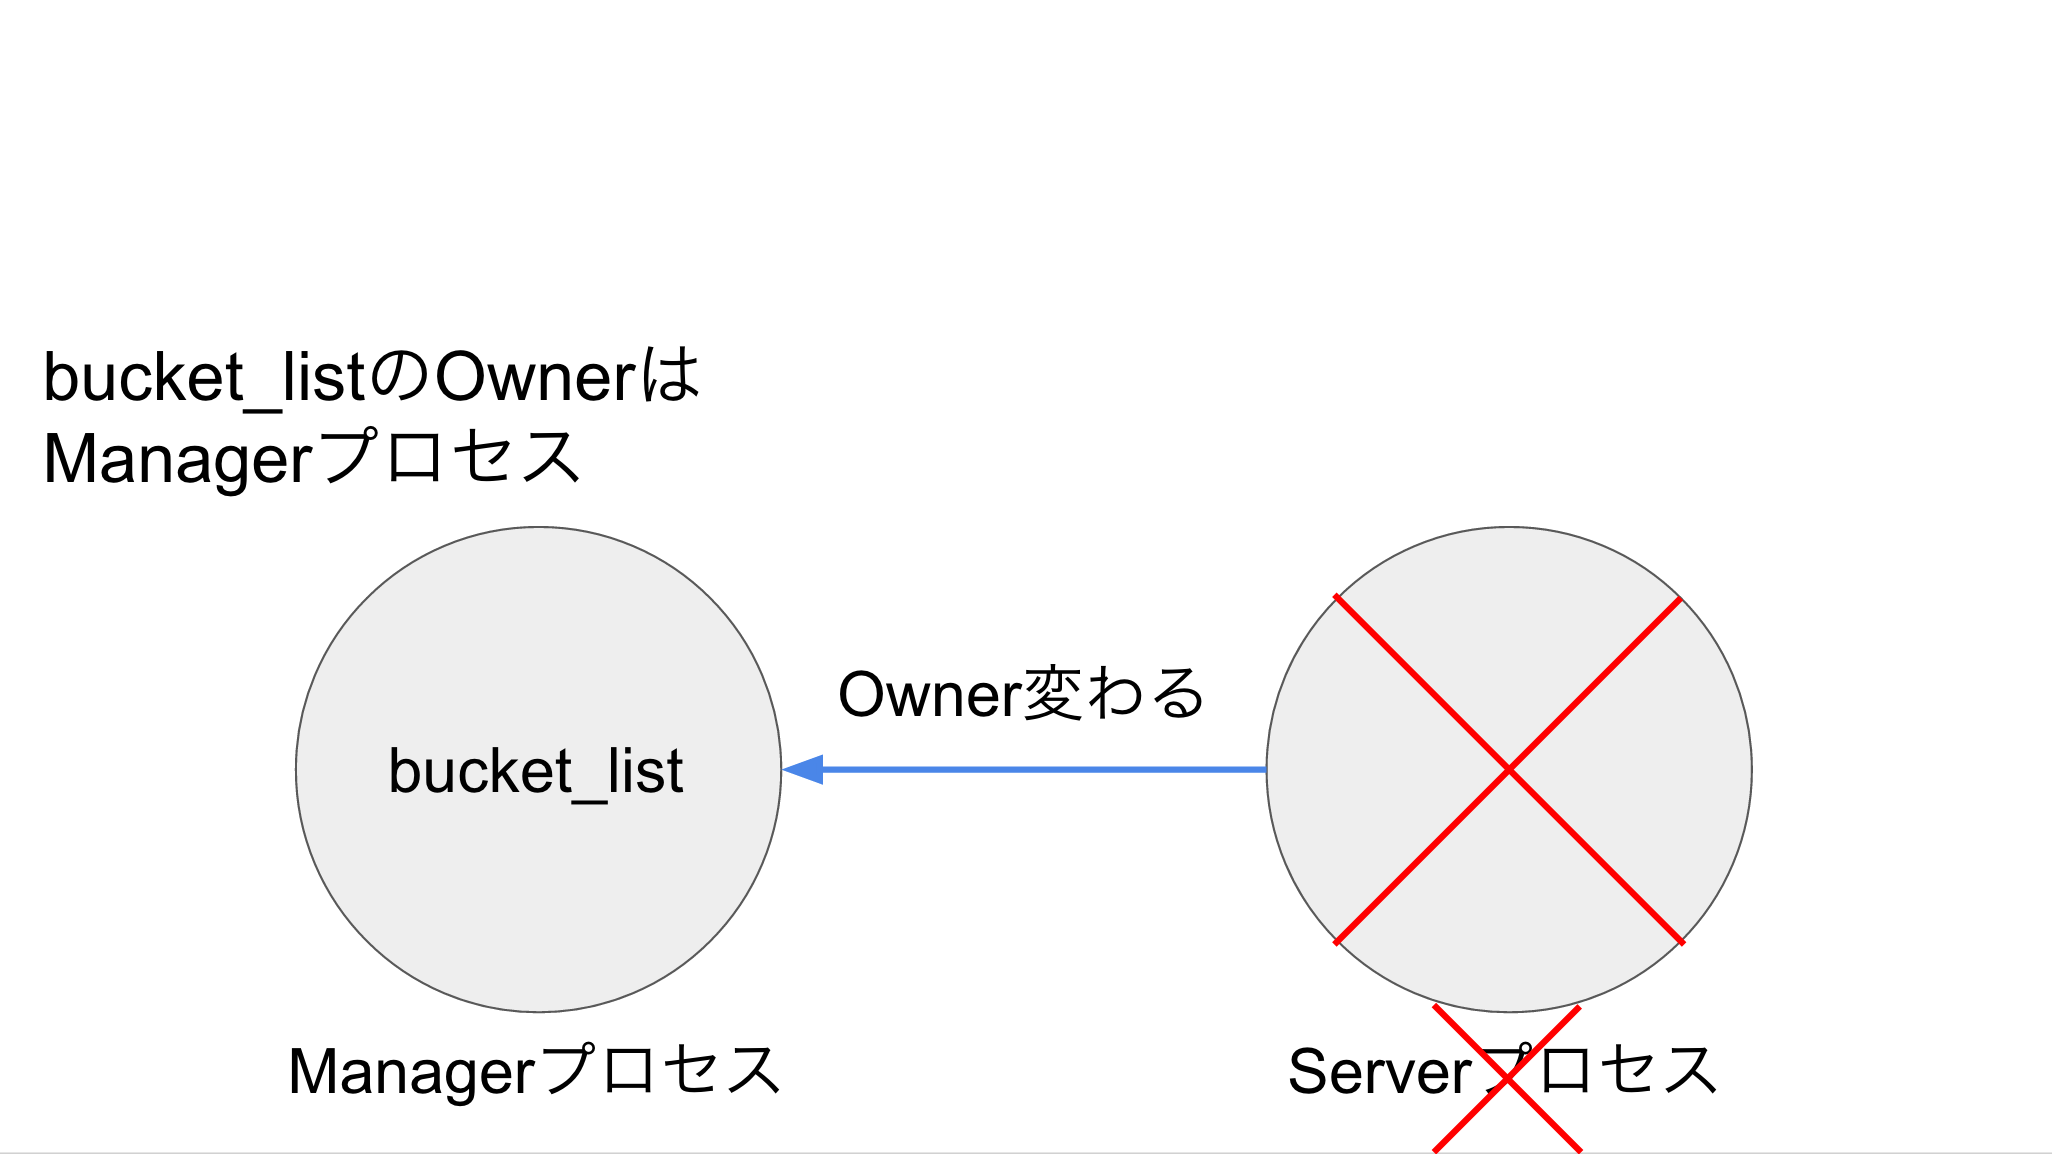 bucket_listのOwnerは
Managerプロセス
Owner変わる
bucket_list
Managerプロセス
Serverプロセス